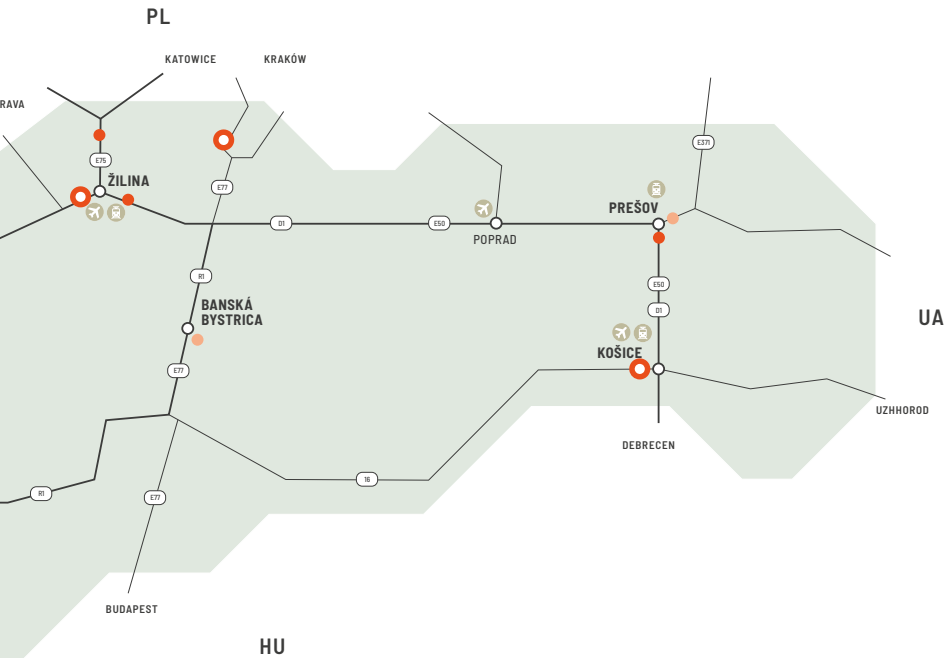 PL
KATOWICE
KRAKÓW
RAVA
E75
E371
ŽILINA
E77
PREŠOV
D1
E50
POPRAD
R1
E50
BANSKÁ
BYSTRICA
D1
UA
KOŠICE
E77
UZHHOROD
DEBRECEN
16
R1
E77
BUDAPEST
HU